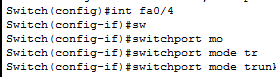 Switch(config)#int fa0/4
Switch(config-if)#sw
Switch(config-if)#switchport mo
Switch(config-if)#switchport mode tr
Switch(config-if)#switchport mode trunk